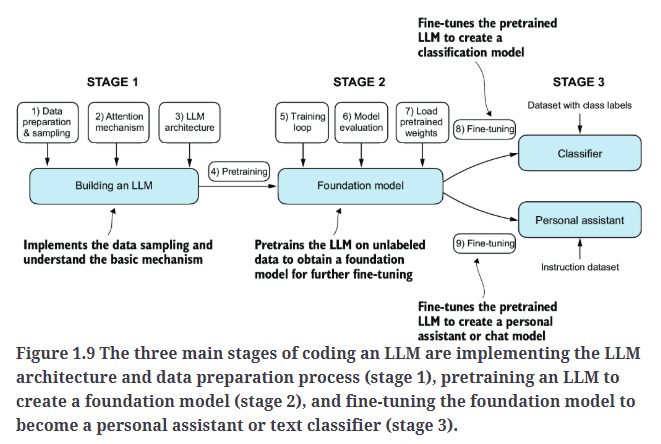 Fine-tunes the pretrained
LLM to create a
classification model
STAGE 1
STAGE 2
STAGE 3
1) Data
preparation
& sampling
2) Attention
mechanism
3) LLM
architecture
5) Training
loop
6) Model
evaluation
7) Load
pretrained
weights
8) Fine-tuning
Dataset with class labels
Building an LLM
4) Pretraining
Foundation model
Classifier
Personal assistant
Implements the data sampling and
understand the basic mechanism
Pretrains the LLM on unlabeled
data to obtain a foundation
model for further fine-tuning
9) Fine-tuning
Instruction dataset
Fine-tunes the pretrained
LLM to create a personal
assistant or chat model
Figure 1.9 The three main stages of coding an LLM are implementing the LLM
architecture and data preparation process (stage 1), pretraining an LLM to
create a foundation model (stage 2), and fine-tuning the foundation model to
become a personal assistant or text classifier (stage 3).